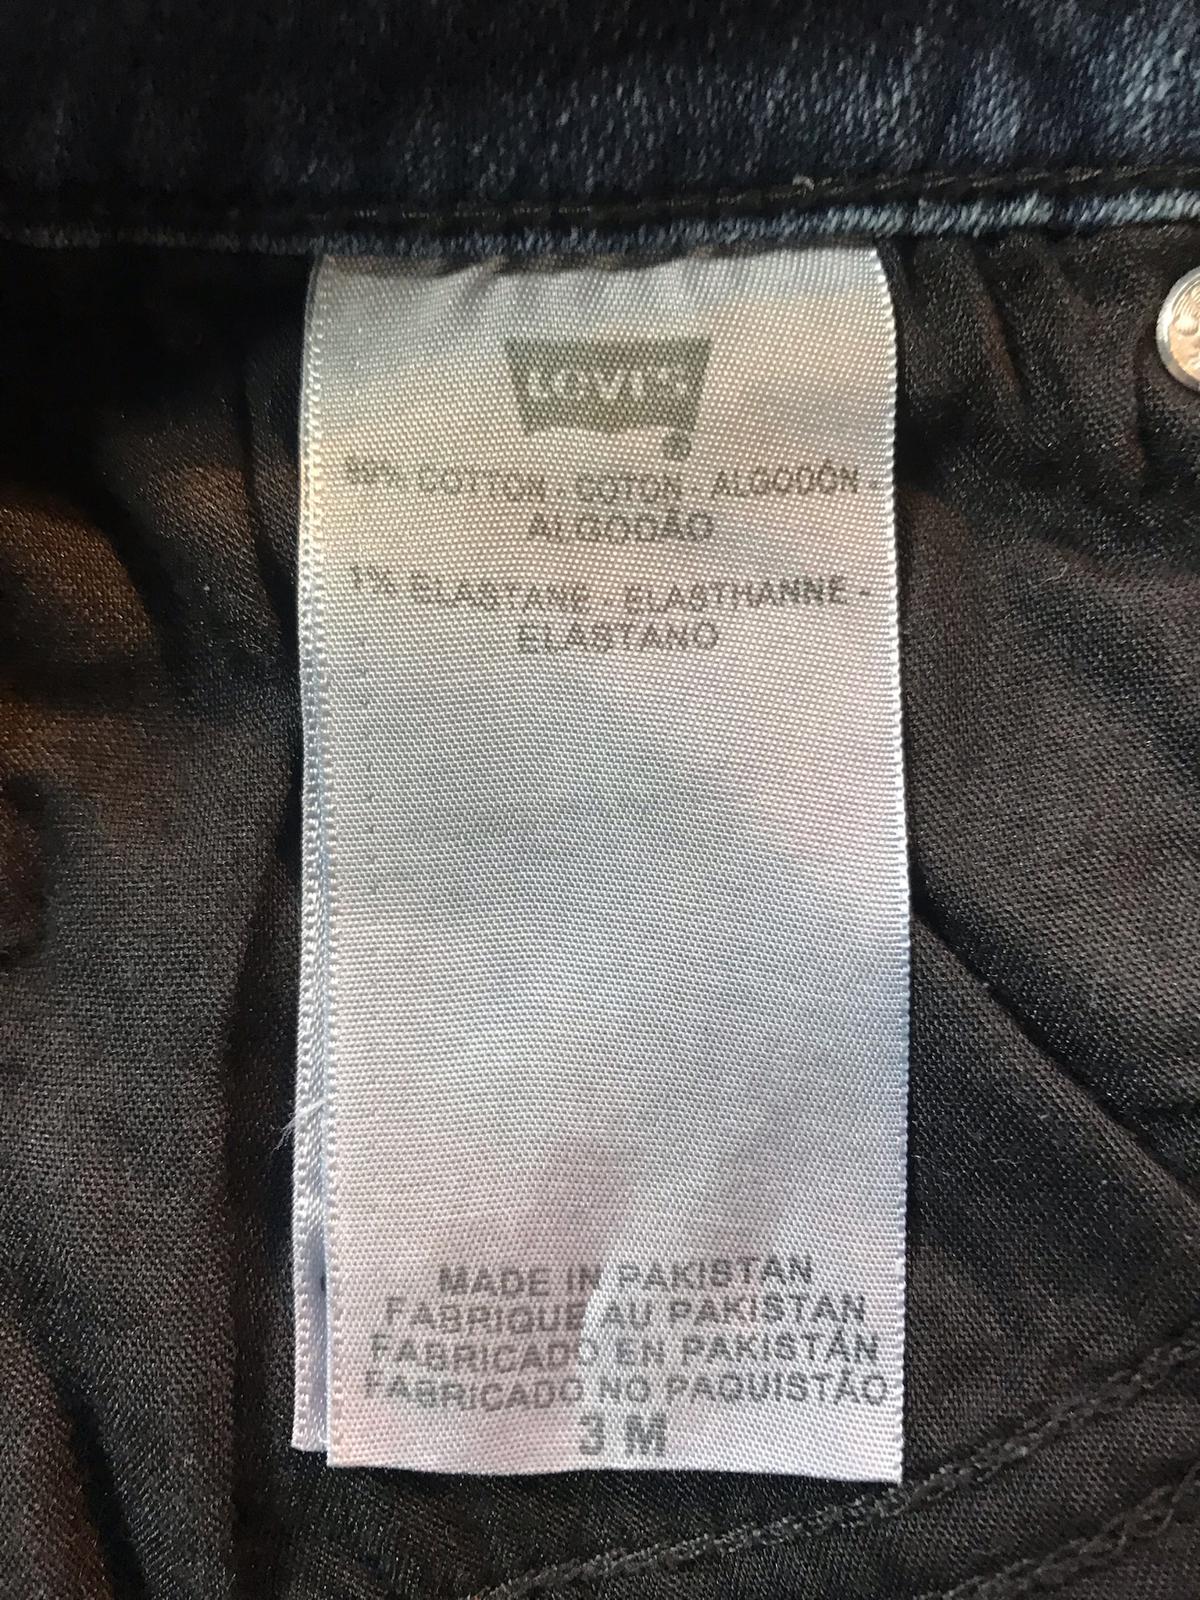 LEVI'S
®
99% COTTON - COTON - ALGODÓN -
ALGODÃO
1% ELASTANE - ELASTHANNE -
ELASTANO
MADE IN PAKISTAN
FABRIQUE AU PAKISTAN
FABRICADO EN PAKISTÁN
FABRICADO NO PAQUISTÃO
3 M